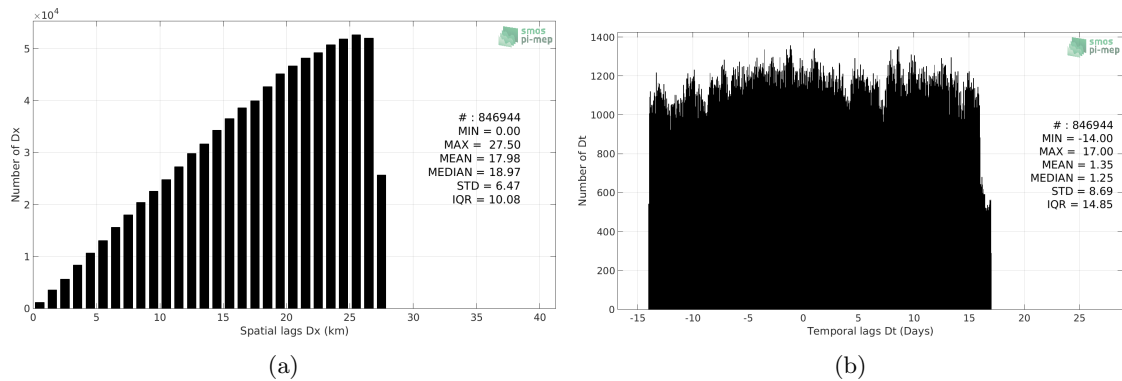 ×10⁴
5
4
3
2
1
0
Number of Dx
0 5 10 15 20 25 30 35 40
Spatial lags Dx (km)
smos
pi-mep
# : 846944
MIN = 0.00
MAX = 27.50
MEAN = 17.98
MEDIAN = 18.97
STD = 6.47
IQR = 10.08
(a)
1400
1200
1000
800
600
400
200
0
Number of Dt
-15 -10 -5 0 5 10 15 20 25
Temporal lags Dt (Days)
smos
pi-mep
# : 846944
MIN = -14.00
MAX = 17.00
MEAN = 1.35
MEDIAN = 1.25
STD = 8.69
IQR = 14.85
(b)